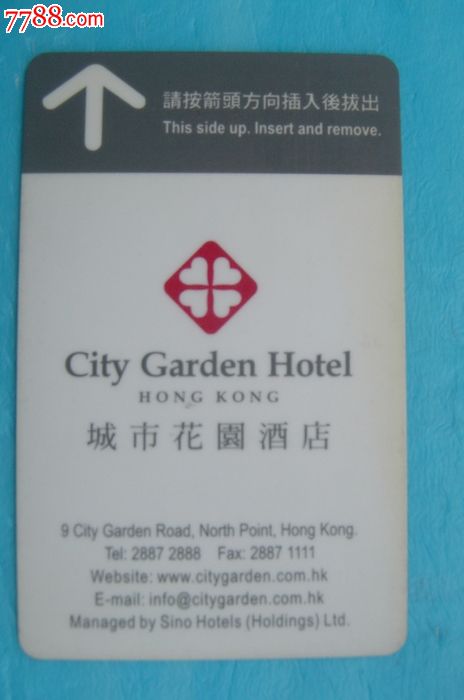 7788.com
請按箭頭方向插入後拔出
This side up. Insert and remove.
City Garden Hotel
HONG KONG
城市花園酒店
9 City Garden Road, North Point, Hong Kong.
Tel: 2887 2888 Fax: 2887 1111
Website: www.citygarden.com.hk
E-mail: info@citygarden.com.hk
Managed by Sino Hotels (Holdings) Ltd.